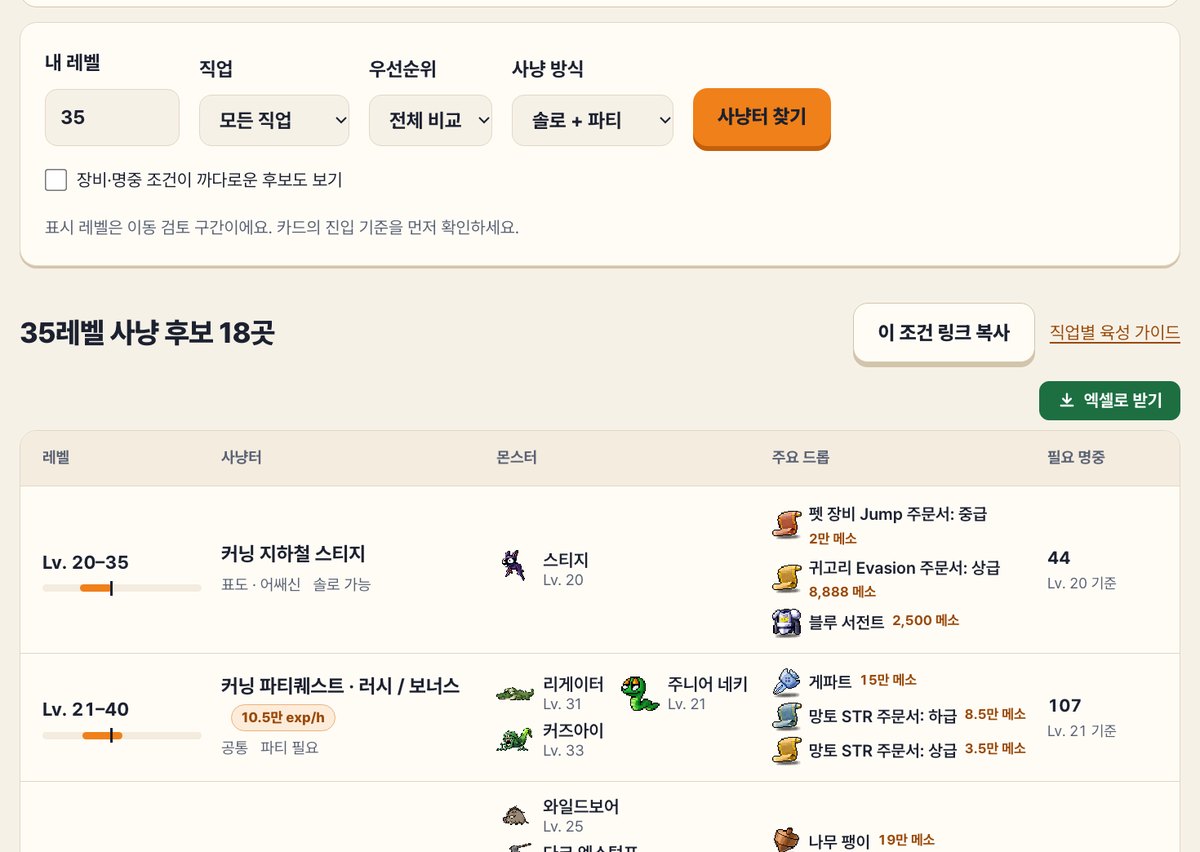 내 레벨
직업
우선순위
사냥 방식
35
모든 직업
전체 비교
솔로 + 파티
사냥터 찾기
장비·명중 조건이 까다로운 후보도 보기
표시 레벨은 이동 검토 구간이에요. 카드의 진입 기준을 먼저 확인하세요.
35레벨 사냥 후보 18곳
이 조건 링크 복사
직업별 육성 가이드
엑셀로 받기
레벨
사냥터
몬스터
주요 드롭
필요 명중
Lv. 20–35
커닝 지하철 스티지
표도 · 어쌔신 솔로 가능
스티지
Lv. 20
펫 장비 Jump 주문서: 중급
2만 메소
귀고리 Evasion 주문서: 상급
8,888 메소
블루 서전트 2,500 메소
44
Lv. 20 기준
Lv. 21–40
커닝 파티퀘스트 · 러시 / 보너스
10.5만 exp/h
공통 파티 필요
리게이터
Lv. 31
주니어 네키
Lv. 21
커즈아이
Lv. 33
게파트 15만 메소
망토 STR 주문서: 하급 8.5만 메소
망토 STR 주문서: 상급 3.5만 메소
107
Lv. 21 기준
와일드보어
Lv. 25
나무 팽이 19만 메소